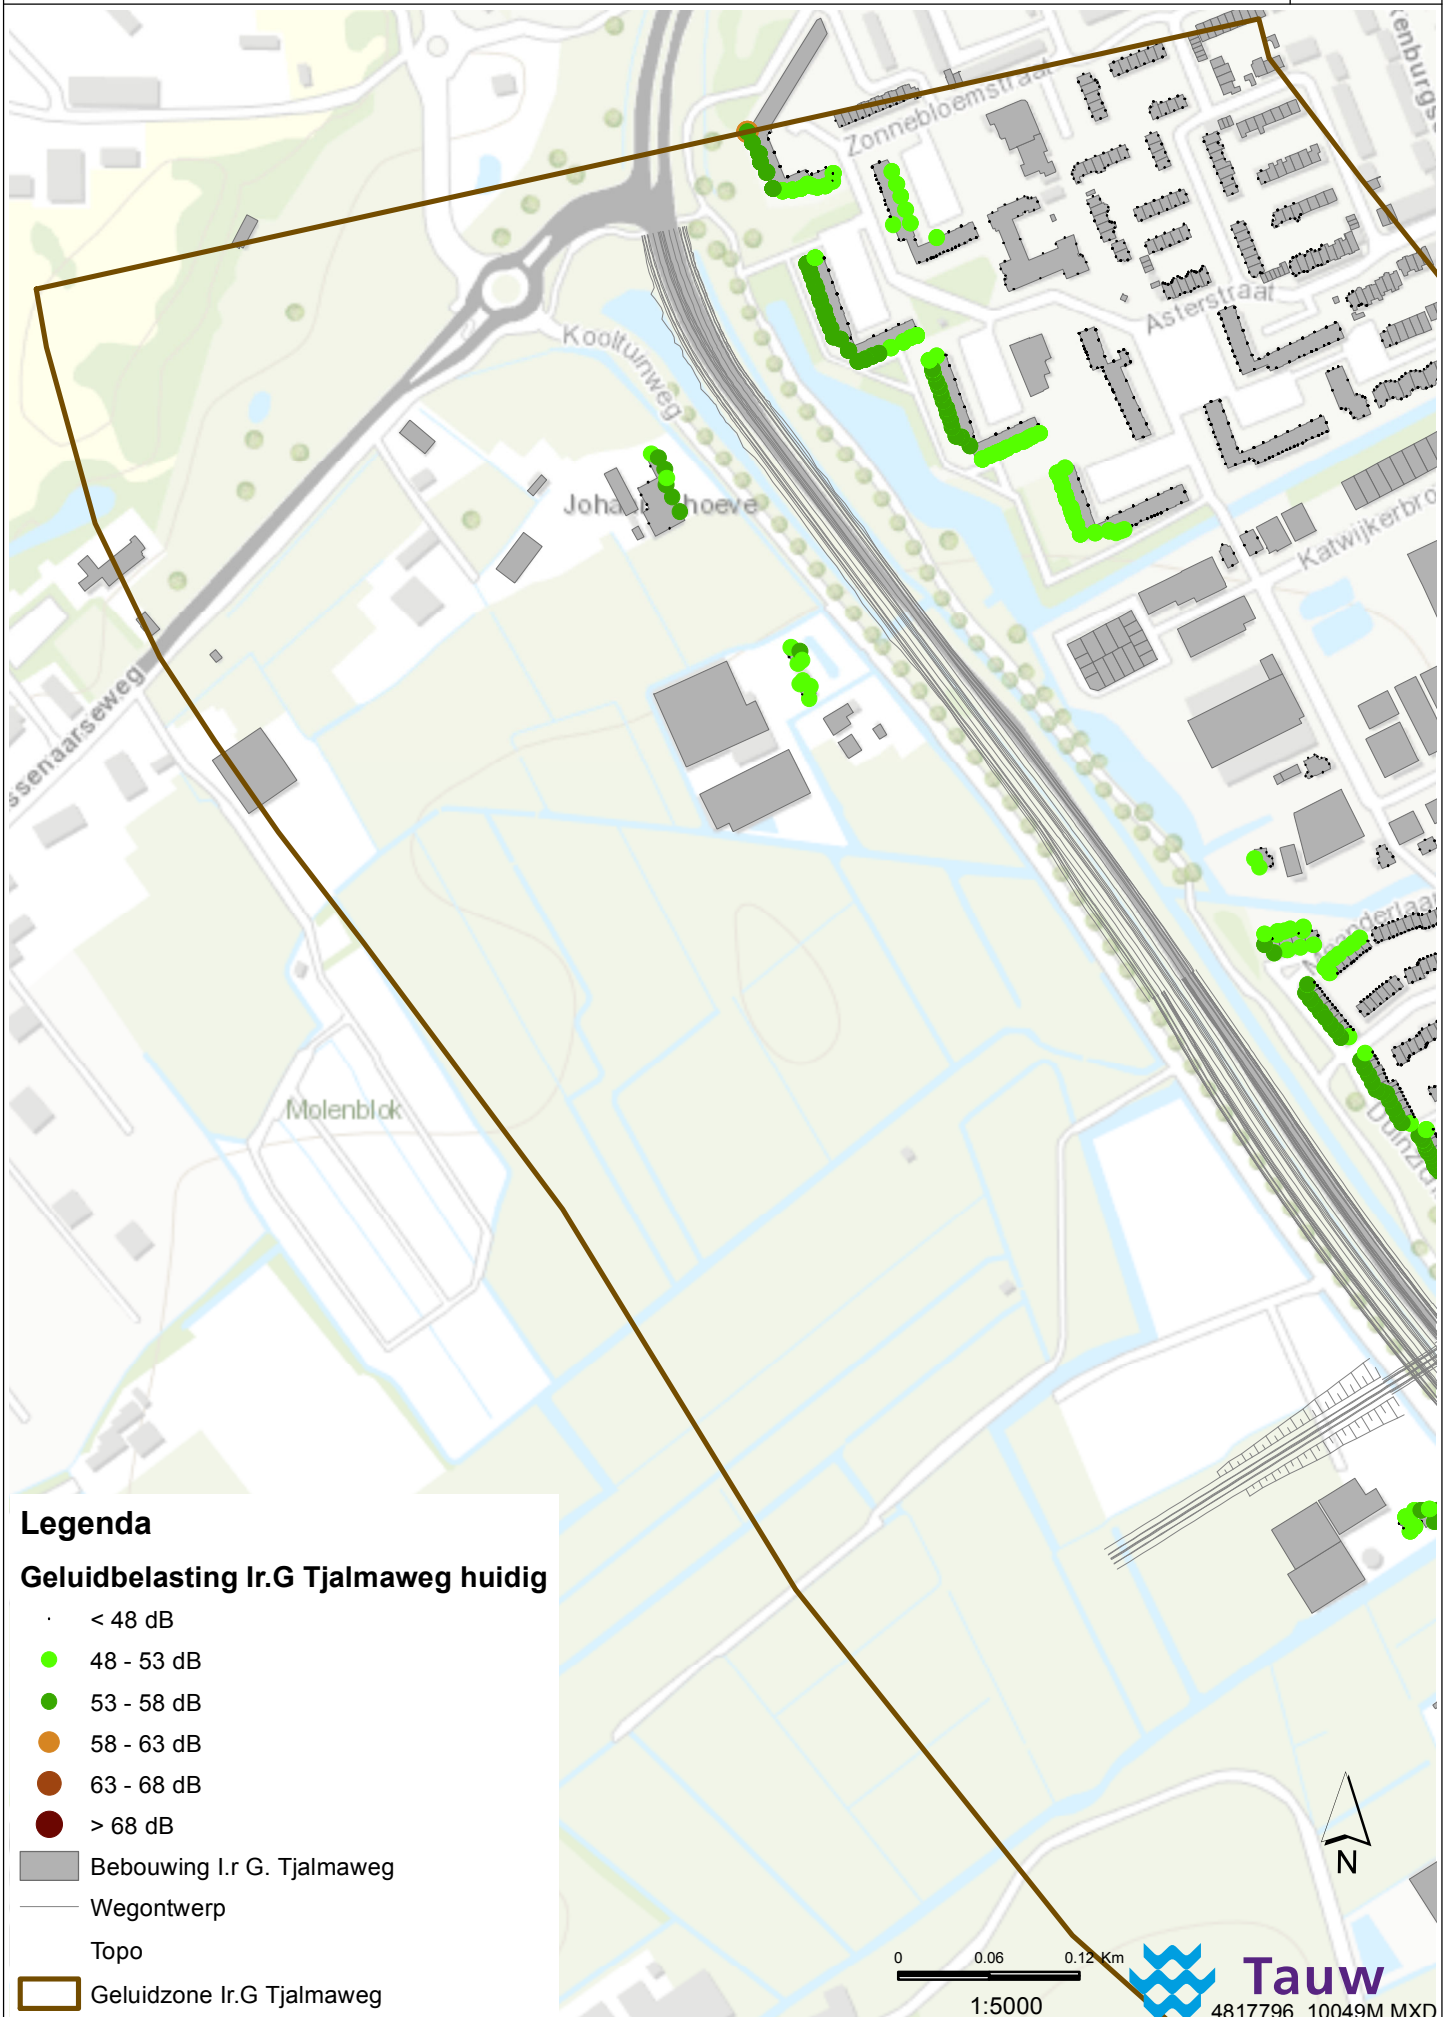 Zonnebloemstraat
Asterstraat
Kooltuinweg
Katwijkerbro
ssenaarseweg
Molenblok
Legenda
Geluidbelasting Ir.G Tjalmaweg huidig
< 48 dB
48 - 53 dB
53 - 58 dB
58 - 63 dB
63 - 68 dB
> 68 dB
Bebouwing I.r G. Tjalmaweg
Wegontwerp
Topo
Geluidzone Ir.G Tjalmaweg
N
0 0.06 0.12 Km
1:5000
Tauw
4817796_10049M.MXD